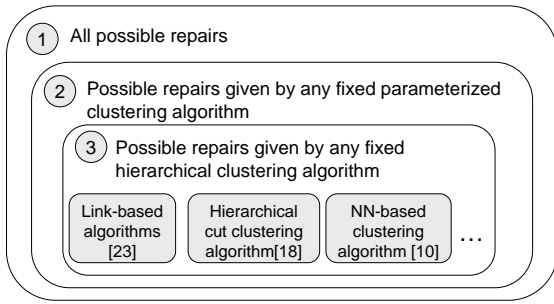 1 All possible repairs
2 Possible repairs given by any fixed parameterized
clustering algorithm
3 Possible repairs given by any fixed
hierarchical clustering algorithm
Link-based
algorithms
[23]
Hierarchical
cut clustering
algorithm[18]
NN-based
clustering
algorithm [10]
...